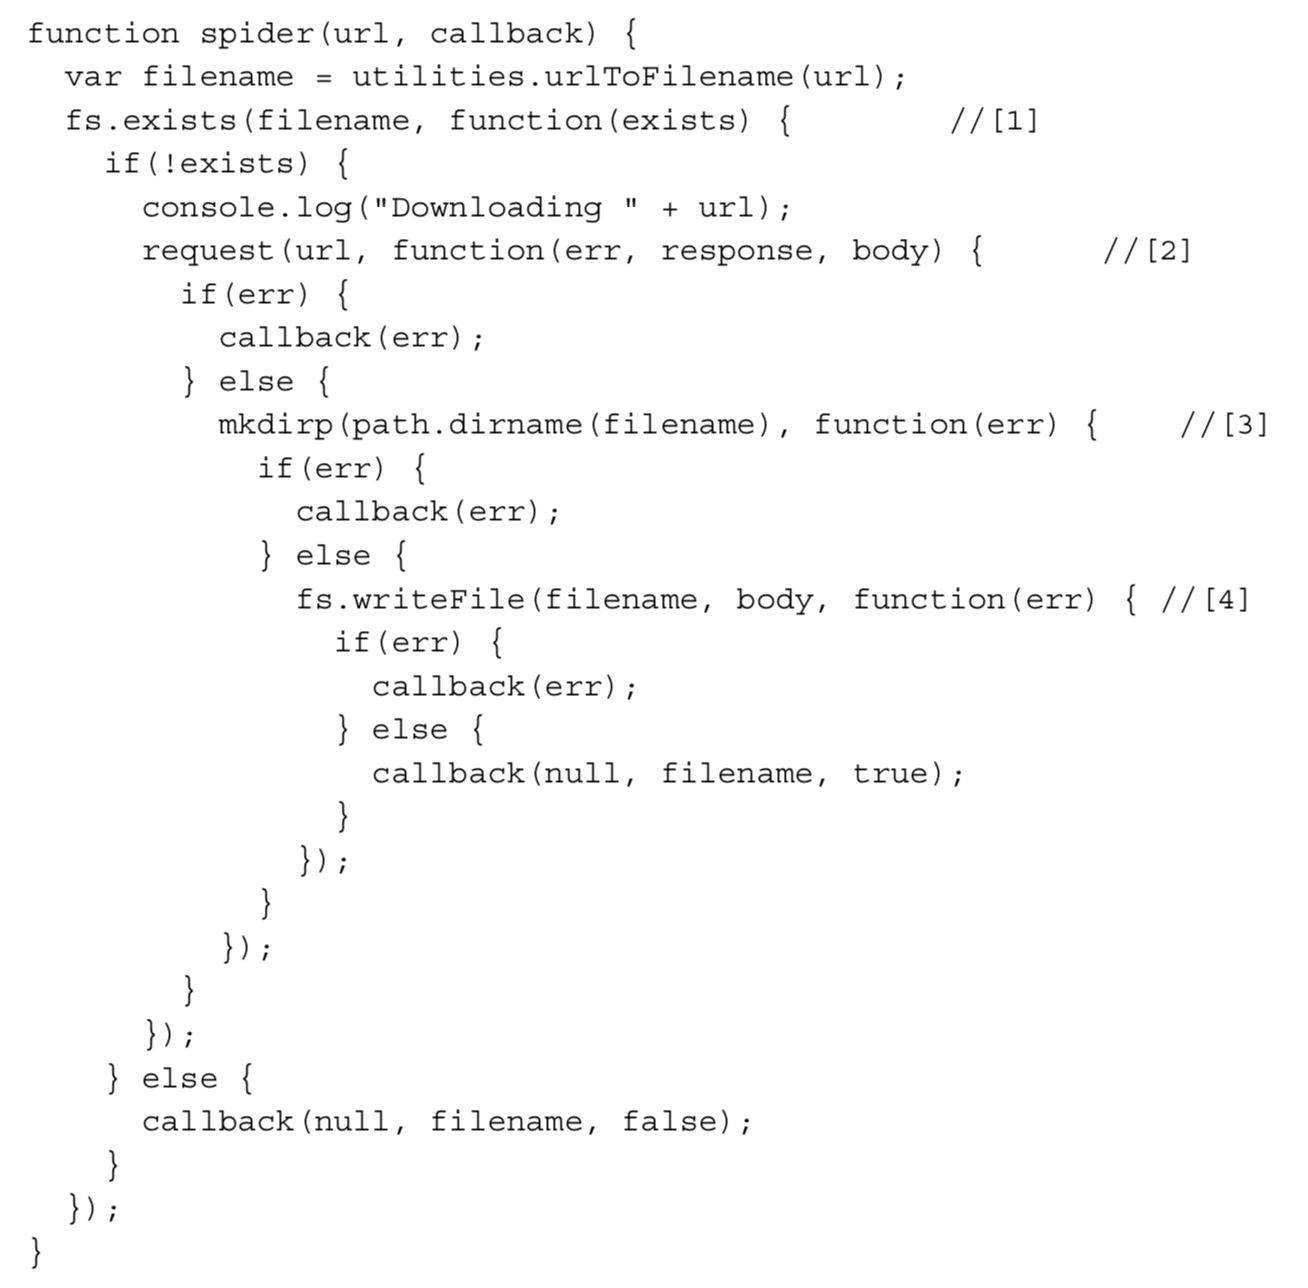 function spider(url, callback) {
  var filename = utilities.urlToFilename(url);
  fs.exists(filename, function(exists) {        //[1]
    if(!exists) {
      console.log("Downloading " + url);
      request(url, function(err, response, body) {      //[2]
        if(err) {
          callback(err);
        } else {
          mkdirp(path.dirname(filename), function(err) {    //[3]
            if(err) {
              callback(err);
            } else {
              fs.writeFile(filename, body, function(err) { //[4]
                if(err) {
                  callback(err);
                } else {
                  callback(null, filename, true);
                }
              });
            }
          });
        }
      });
    } else {
      callback(null, filename, false);
    }
  });
}